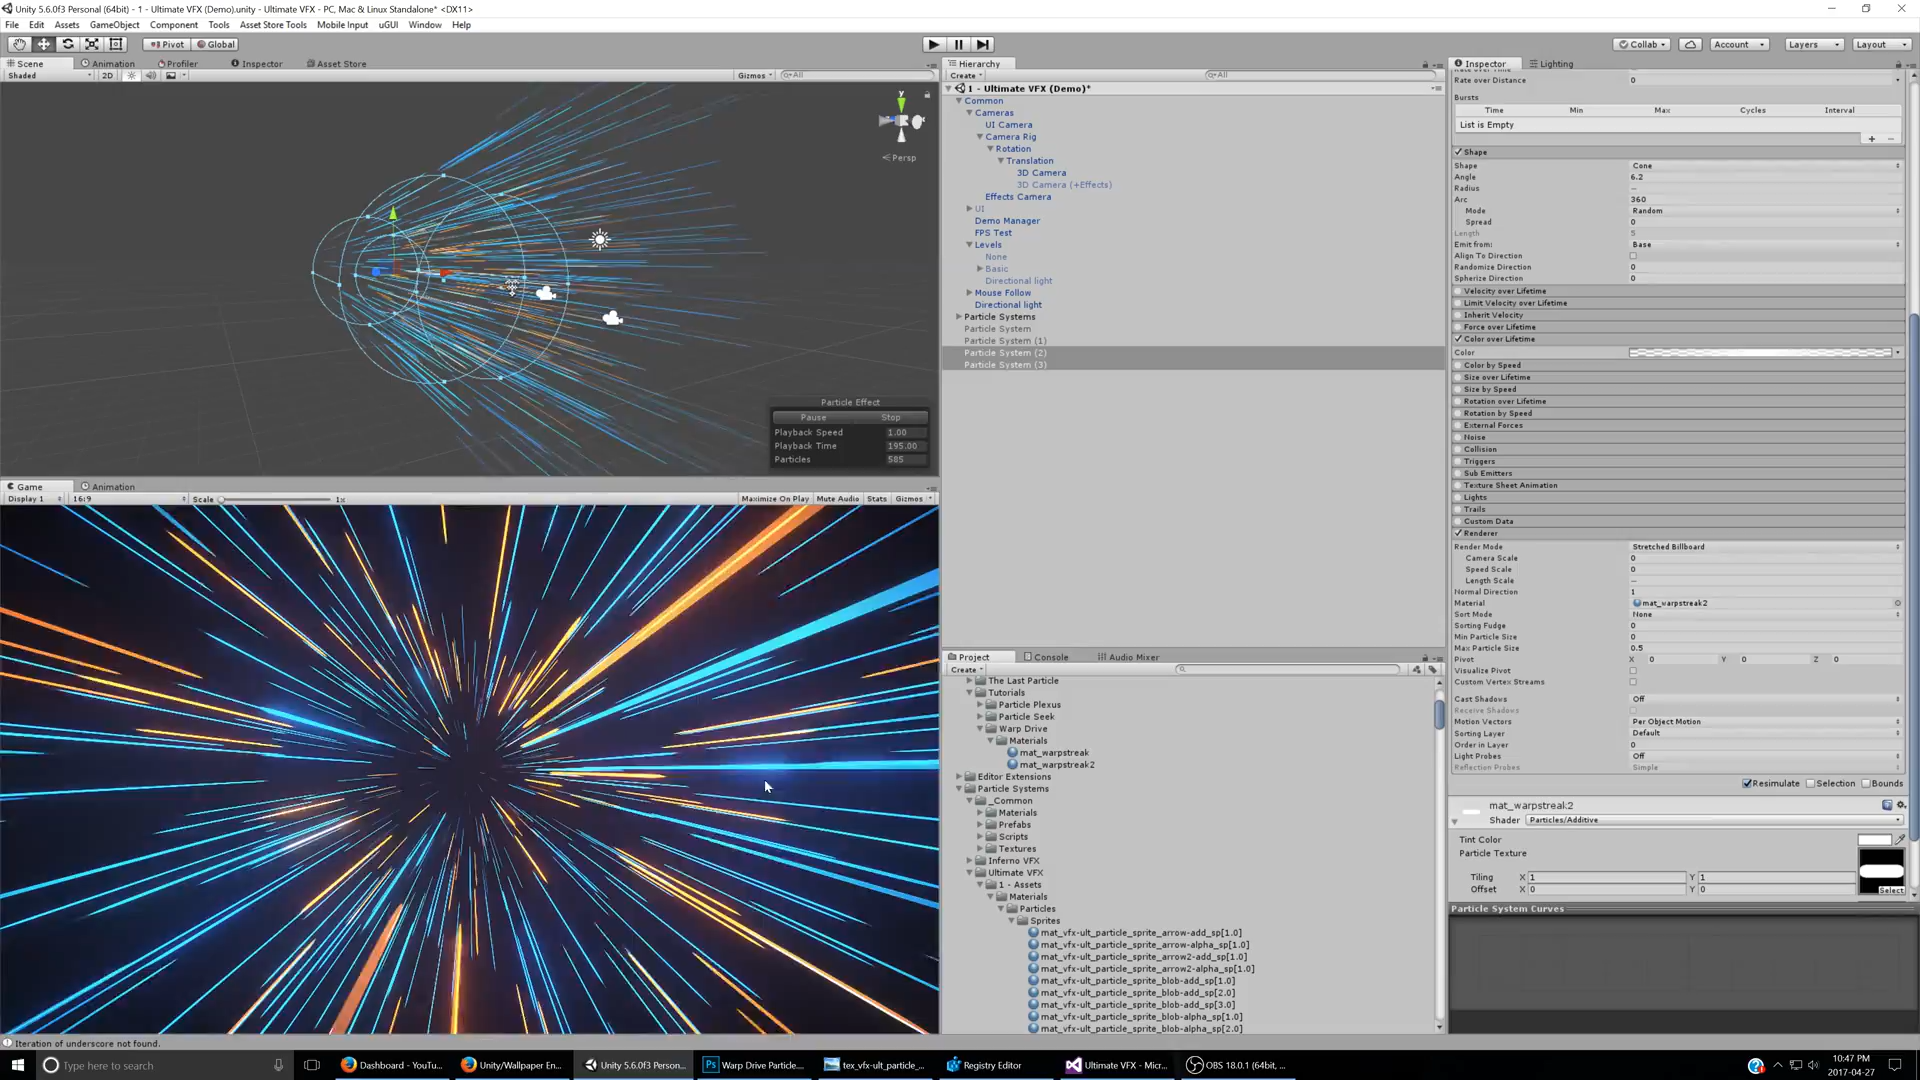 Unity 5.6.0f3 Personal (64bit) - 1 - Ultimate VFX (Demo).unity - Ultimate VFX - PC, Mac & Linux Standalone* <DX11>
File Edit Assets GameObject Component Tools Asset Store Tools Mobile Input uGUI Window Help
Pivot Global
Collab Account Layers Layout
Scene Animation Profiler Inspector Asset Store
Shaded 2D Gizmos All
y
Persp
Particle Effect
Pause Stop
Playback Speed 1.00
Playback Time 195.00
Particles 585
Game Animation
Display 1 16:9 Scale 1x Maximize On Play Mute Audio Stats Gizmos
Hierarchy
Create All
1 - Ultimate VFX (Demo)*
Common
Cameras
UI Camera
Camera Rig
Rotation
Translation
3D Camera
3D Camera (+Effects)
Effects Camera
UI
Demo Manager
FPS Test
Levels
None
Basic
Directional light
Mouse Follow
Directional light
Particle Systems
Particle System
Particle System (1)
Particle System (2)
Particle System (3)
Project Console Audio Mixer
Create
The Last Particle
Tutorials
Particle Plexus
Particle Seek
Warp Drive
Materials
mat_warpstreak
mat_warpstreak2
Editor Extensions
Particle Systems
_Common
Materials
Prefabs
Scripts
Textures
Inferno VFX
Ultimate VFX
1 - Assets
Materials
Particles
Sprites
mat_vfx-ult_particle_sprite_arrow-add_sp[1.0]
mat_vfx-ult_particle_sprite_arrow-alpha_sp[1.0]
mat_vfx-ult_particle_sprite_arrow2-add_sp[1.0]
mat_vfx-ult_particle_sprite_arrow2-alpha_sp[1.0]
mat_vfx-ult_particle_sprite_blob-add_sp[1.0]
mat_vfx-ult_particle_sprite_blob-add_sp[2.0]
mat_vfx-ult_particle_sprite_blob-add_sp[3.0]
mat_vfx-ult_particle_sprite_blob-alpha_sp[1.0]
mat_vfx-ult_particle_sprite_blob-alpha_sp[2.0]
Inspector Lighting
Rate over Time
Rate over Distance 0
Bursts
Time Min Max Cycles Interval
List is Empty
Shape
Shape Cone
Angle 6.2
Radius —
Arc 360
Mode Random
Spread 0
Length 5
Emit from: Base
Align To Direction
Randomize Direction 0
Spherize Direction 0
Velocity over Lifetime
Limit Velocity over Lifetime
Inherit Velocity
Force over Lifetime
Color over Lifetime
Color
Color by Speed
Size over Lifetime
Size by Speed
Rotation over Lifetime
Rotation by Speed
External Forces
Noise
Collision
Triggers
Sub Emitters
Texture Sheet Animation
Lights
Trails
Custom Data
Renderer
Render Mode Stretched Billboard
Camera Scale 0
Speed Scale 0
Length Scale —
Normal Direction 1
Material mat_warpstreak2
Sort Mode None
Sorting Fudge 0
Min Particle Size 0
Max Particle Size 0.5
Pivot X 0 Y 0 Z 0
Visualize Pivot
Custom Vertex Streams
Cast Shadows Off
Receive Shadows
Motion Vectors Per Object Motion
Sorting Layer Default
Order in Layer 0
Light Probes Off
Reflection Probes Simple
Resimulate Selection Bounds
mat_warpstreak2
Shader Particles/Additive
Tint Color
Particle Texture
Tiling X 1 Y 1
Offset X 0 Y 0
Select
Particle System Curves
Iteration of underscore not found.
Type here to search
Dashboard - YouTu... Unity/Wallpaper En... Unity 5.6.0f3 Person... Warp Drive Particle... tex_vfx-ult_particle_... Registry Editor Ultimate VFX - Micr... OBS 18.0.1 (64bit, ...
10:47 PM
2017-04-27